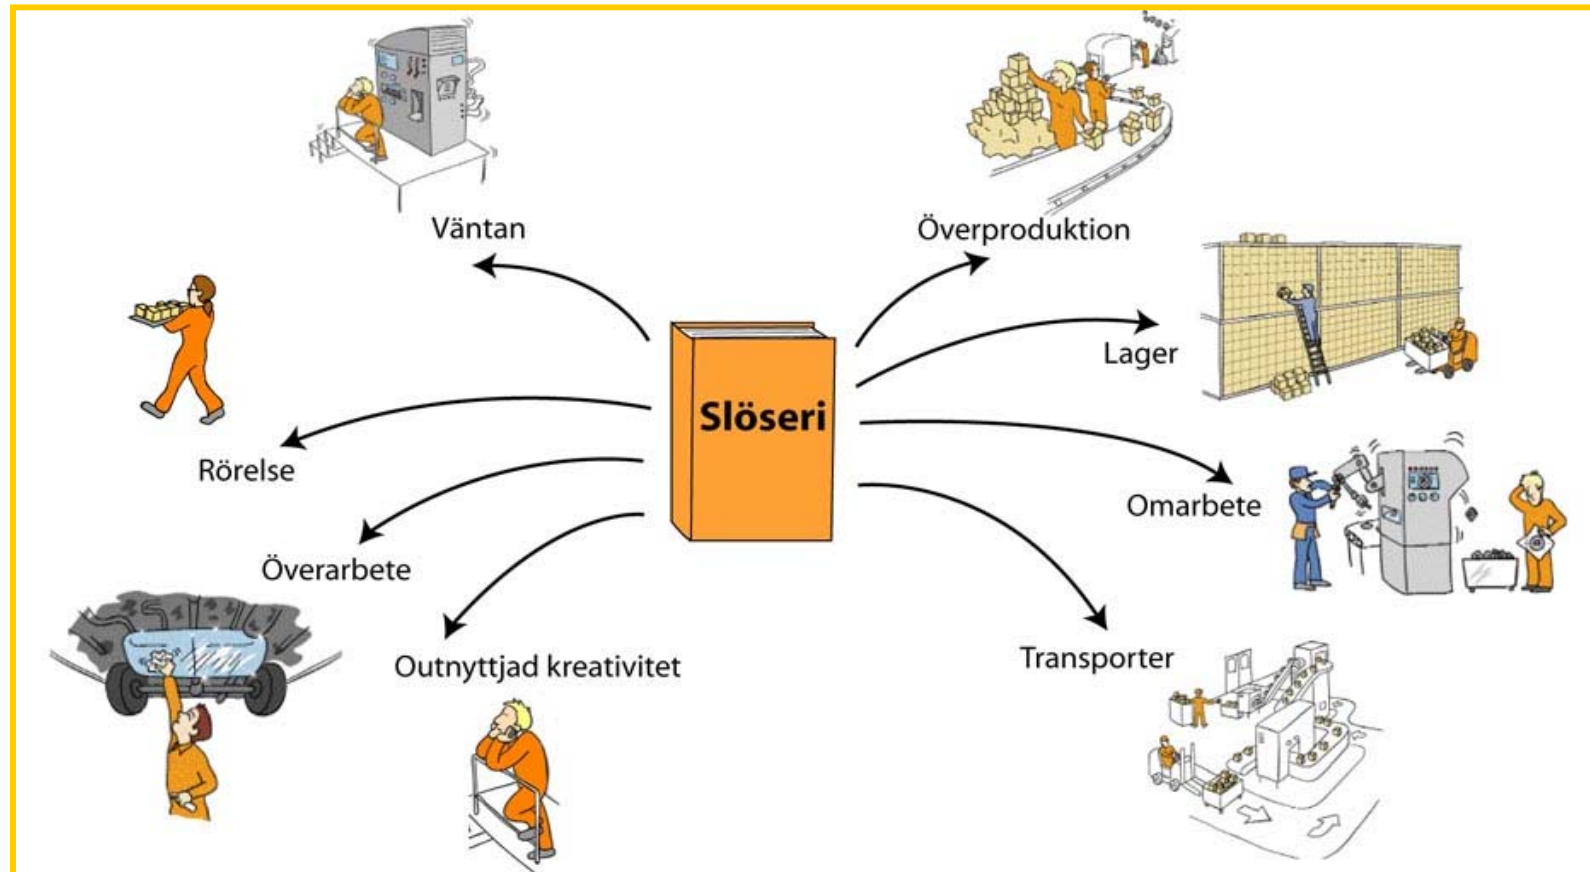 Väntan
Överproduktion
Lager
Slöseri
Rörelse
Omarbete
Överarbete
Outnyttjad kreativitet
Transporter